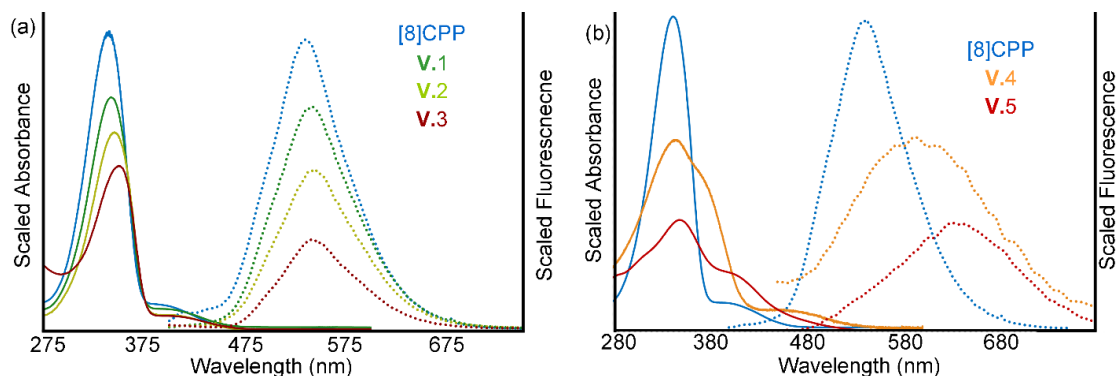 (a)
[8]CPP
V.1
V.2
V.3
Scaled Absorbance
Scaled Fluorescnecne
275 375 475 575 675
Wavelength (nm)
(b)
[8]CPP
V.4
V.5
Scaled Absorbance
Scaled Fluorescence
280 380 480 580 680
Wavelength (nm)